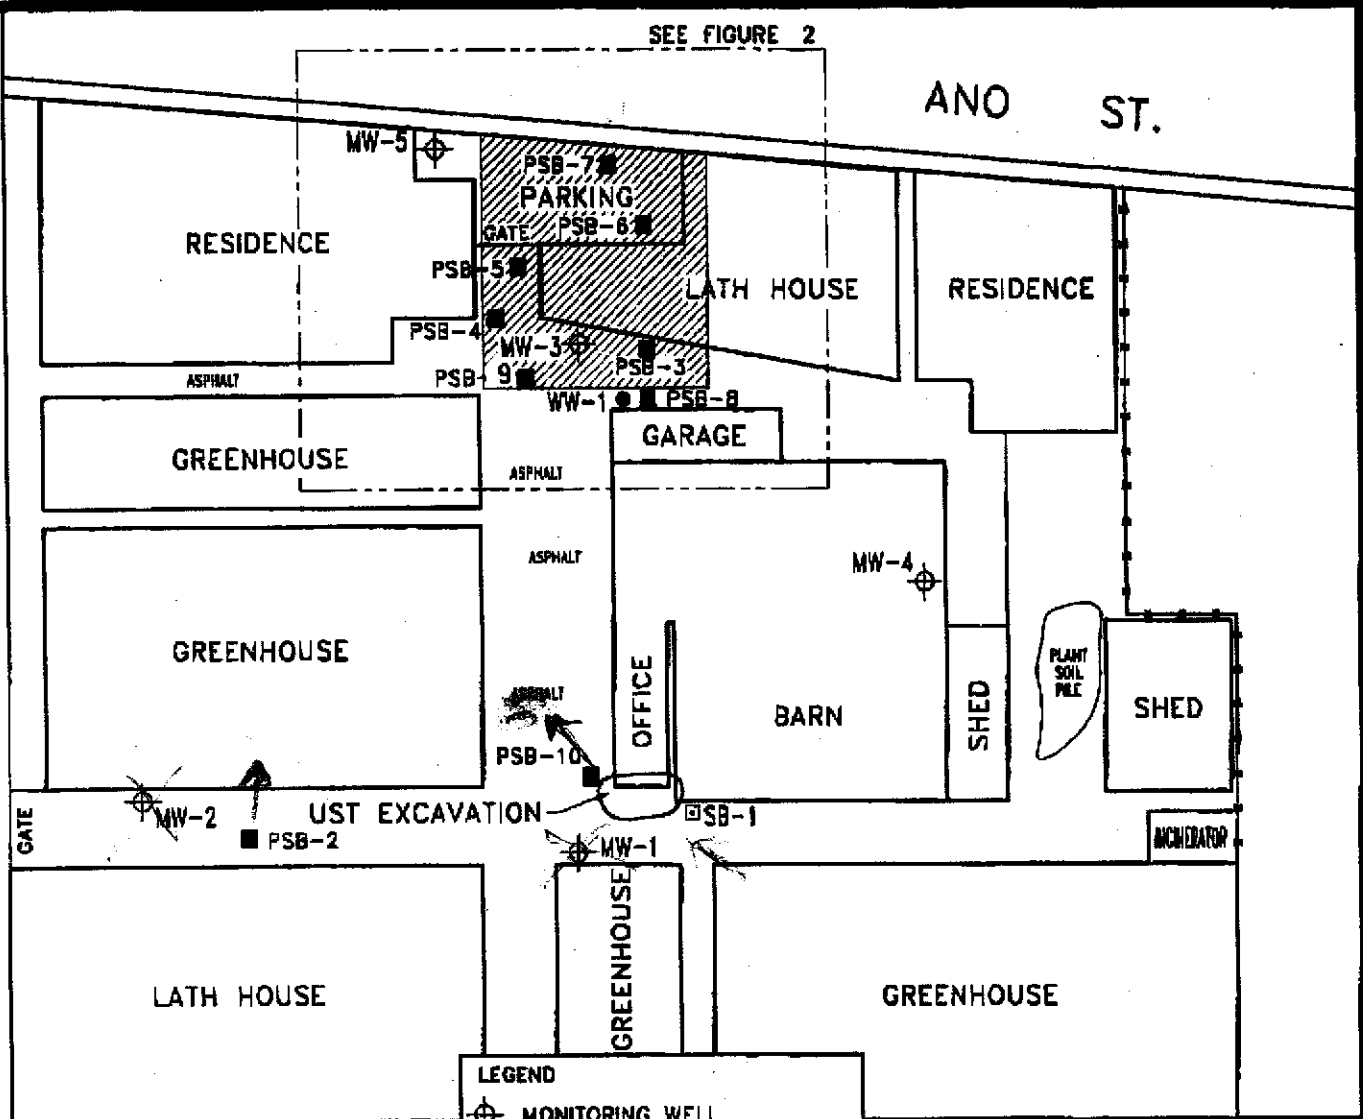 SEE FIGURE 2
ANO ST.
MW-5
PSB-7
PARKING
PSB-6
RESIDENCE
GATE
PSB-5
LATH HOUSE
RESIDENCE
PSB-4
MW-3
PSB-3
ASPHALT
PSB-9
WW-1
PSB-8
GARAGE
GREENHOUSE
ASPHALT
ASPHALT
MW-4
GREENHOUSE
OFFICE
PLANT
SOIL
PILE
ASPHALT
SHED
BARN
SHED
PSB-10
MW-2
UST EXCAVATION
SB-1
GATE
PSB-2
MW-1
INCINERATOR
GREENHOUSE
LATH HOUSE
GREENHOUSE
LEGEND
MONITORING WELL